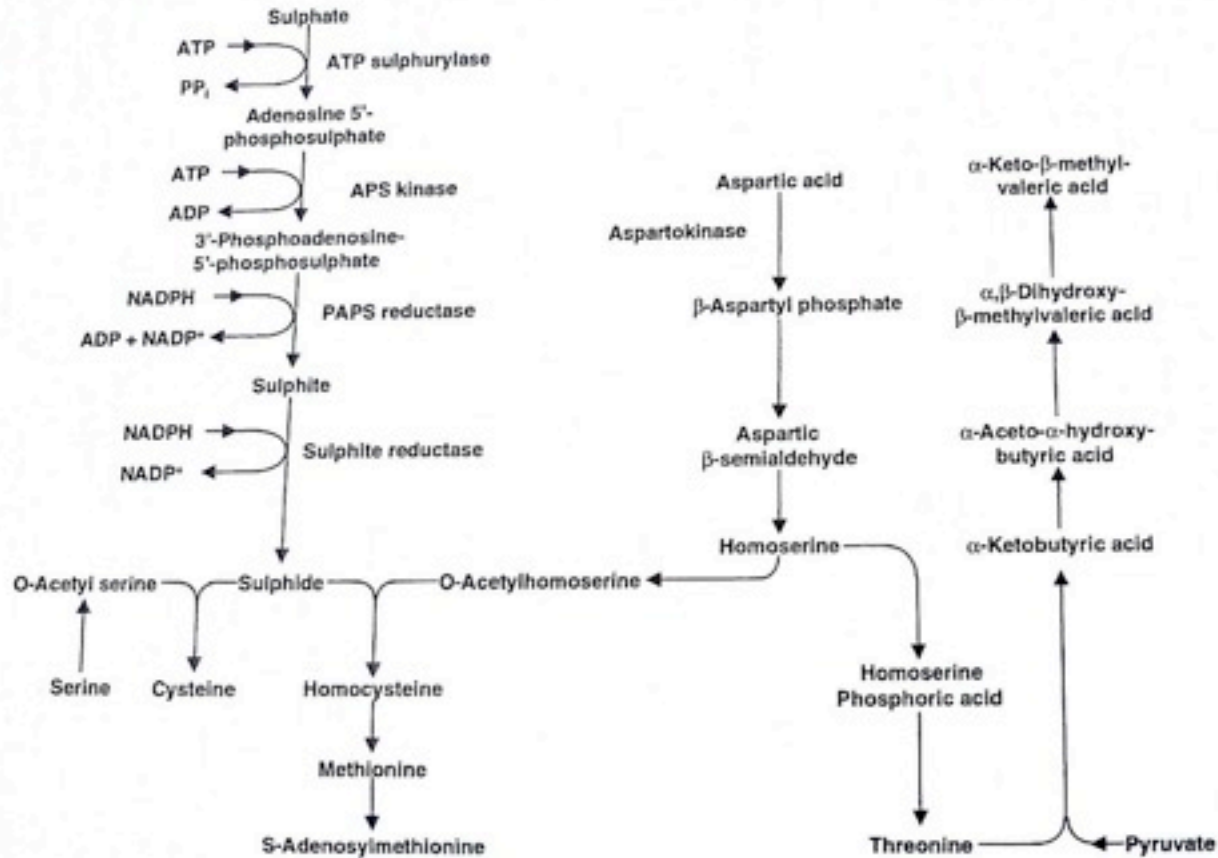 Sulphate
ATP
ATP sulphurylase
PPi
Adenosine 5'-
phosphosulphate
ATP
APS kinase
ADP
3'-Phosphoadenosine-
5'-phosphosulphate
NADPH
PAPS reductase
ADP + NADP+
Sulphite
NADPH
Sulphite reductase
NADP+
O-Acetyl serine
Sulphide
O-Acetylhomoserine
Serine
Cysteine
Homocysteine
Methionine
S-Adenosylmethionine
Aspartic acid
Aspartokinase
β-Aspartyl phosphate
Aspartic
β-semialdehyde
Homoserine
Homoserine
Phosphoric acid
Threonine
Pyruvate
α-Keto-β-methyl-
valeric acid
α,β-Dihydroxy-
β-methylvaleric acid
α-Aceto-α-hydroxy-
butyric acid
α-Ketobutyric acid